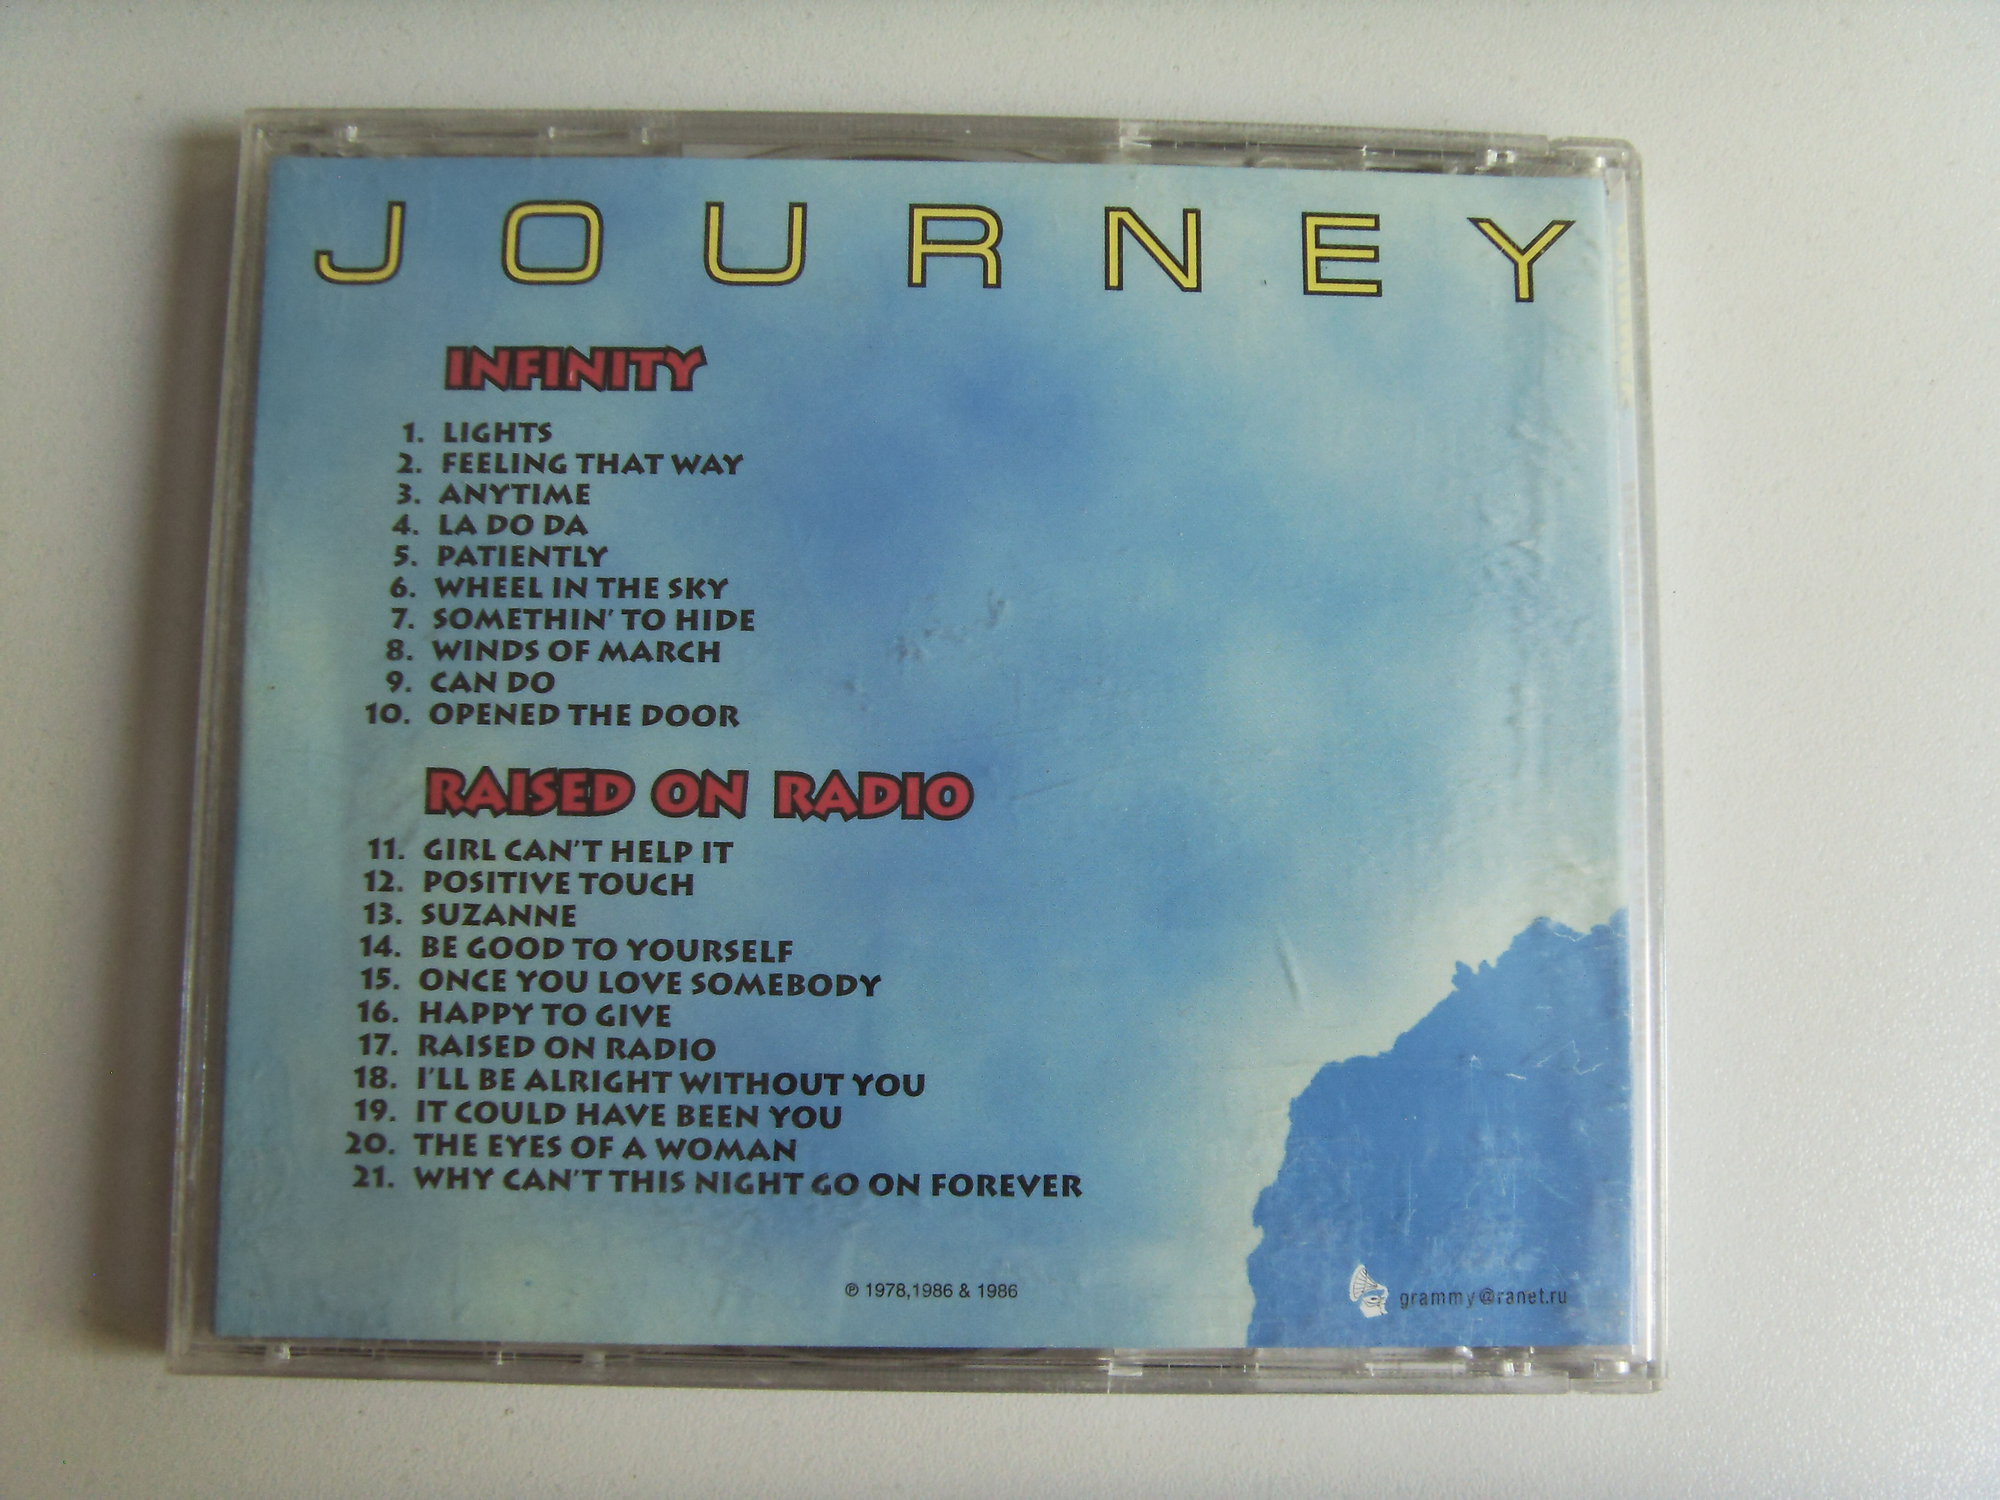 JOURNEY
INFINITY
1. LIGHTS
2. FEELING THAT WAY
3. ANYTIME
4. LA DO DA
5. PATIENTLY
6. WHEEL IN THE SKY
7. SOMETHIN' TO HIDE
8. WINDS OF MARCH
9. CAN DO
10. OPENED THE DOOR
RAISED ON RADIO
11. GIRL CAN'T HELP IT
12. POSITIVE TOUCH
13. SUZANNE
14. BE GOOD TO YOURSELF
15. ONCE YOU LOVE SOMEBODY
16. HAPPY TO GIVE
17. RAISED ON RADIO
18. I'LL BE ALRIGHT WITHOUT YOU
19. IT COULD HAVE BEEN YOU
20. THE EYES OF A WOMAN
21. WHY CAN'T THIS NIGHT GO ON FOREVER
℗ 1978,1986 & 1986
grammy@ranet.ru